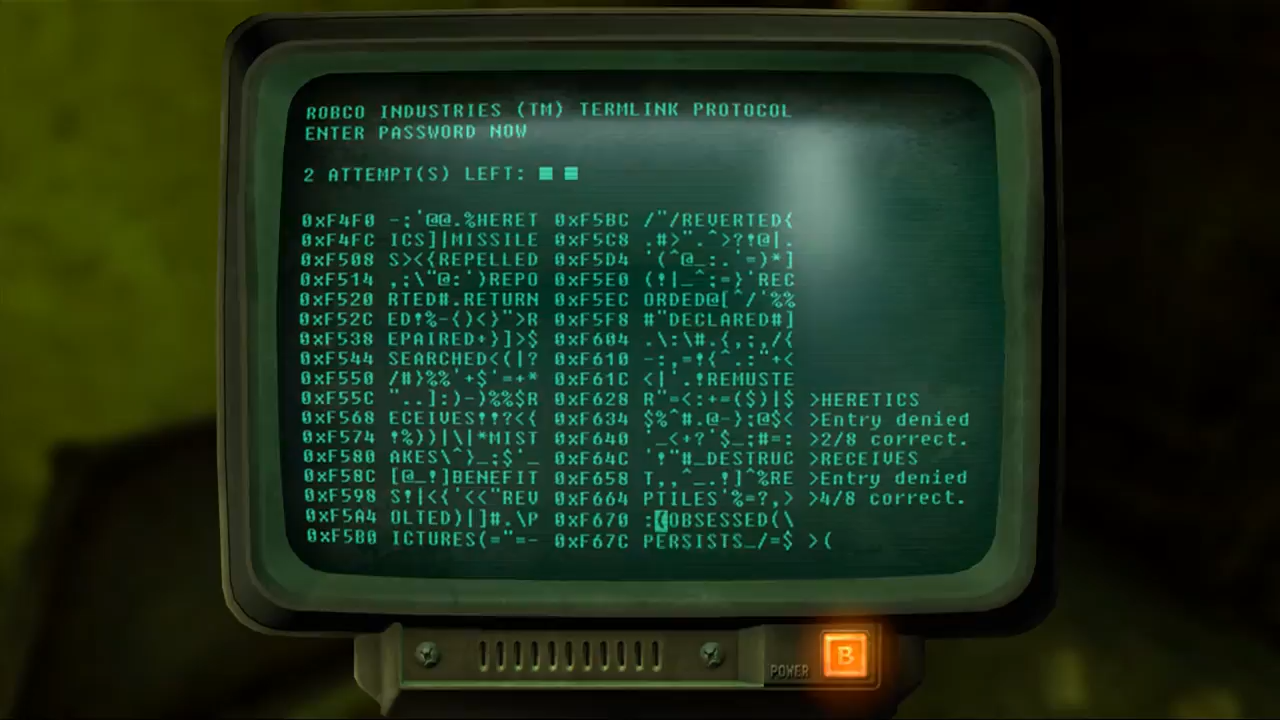 ROBCO INDUSTRIES (TM) TERMLINK PROTOCOL
ENTER PASSWORD NOW
2 ATTEMPT(S) LEFT: ■ ■
0xF4F0 -;'@@.%HERET 0xF5BC /"/REVERTED{
0xF4FC ICS]|MISSILE 0xF5C8 .#>".^>?!@|.
0xF508 S><{REPELLED 0xF5D4 '(^@_:.'=)*]
0xF514 ,:\"@:')REPO 0xF5E0 (!|_^;=}'REC
0xF520 RTED#.RETURN 0xF5EC ORDED@[^/'%%
0xF52C ED!%-{)<}">R 0xF5F8 #"DECLARED#]
0xF538 EPAIRED+}]>$ 0xF604 .\:\#.{,:,/{
0xF544 SEARCHED<(|? 0xF610 -:,=!{^.:"+<
0xF550 /#}%%'+$'=+* 0xF61C <|'.!REMUSTE
0xF55C "..]:)-)%%$R 0xF628 R"=<:+=($)|$ >HERETICS
0xF568 ECEIVES!!?<{ 0xF634 $%^#.@-};@$< >Entry denied
0xF574 !%))|\|*MIST 0xF640 '_<+?'$_;#=: >2/8 correct.
0xF580 AKES\^}_;$'_ 0xF64C '!"#_DESTRUC >RECEIVES
0xF58C [@_!]BENEFIT 0xF658 T,,^_.!]^%RE >Entry denied
0xF598 S!|<{'<<"REV 0xF664 PTILES'%=?,> >4/8 correct.
0xF5A4 OLTED)|]#.\P 0xF670 :(OBSESSED(\
0xF5B0 ICTURES(="=- 0xF67C PERSISTS_/=$ >(
POWER
B